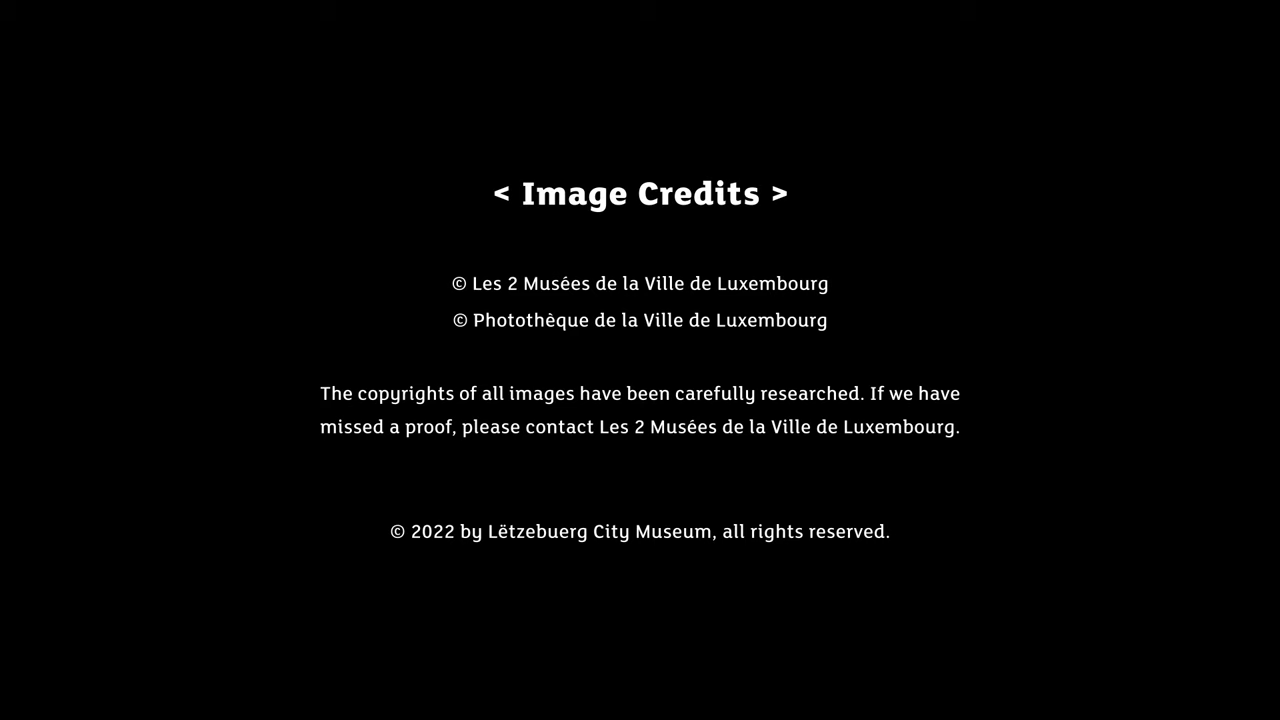 < Image Credits >
© Les 2 Musées de la Ville de Luxembourg
© Photothèque de la Ville de Luxembourg
The copyrights of all images have been carefully researched. If we have
missed a proof, please contact Les 2 Musées de la Ville de Luxembourg.
© 2022 by Lëtzebuerg City Museum, all rights reserved.